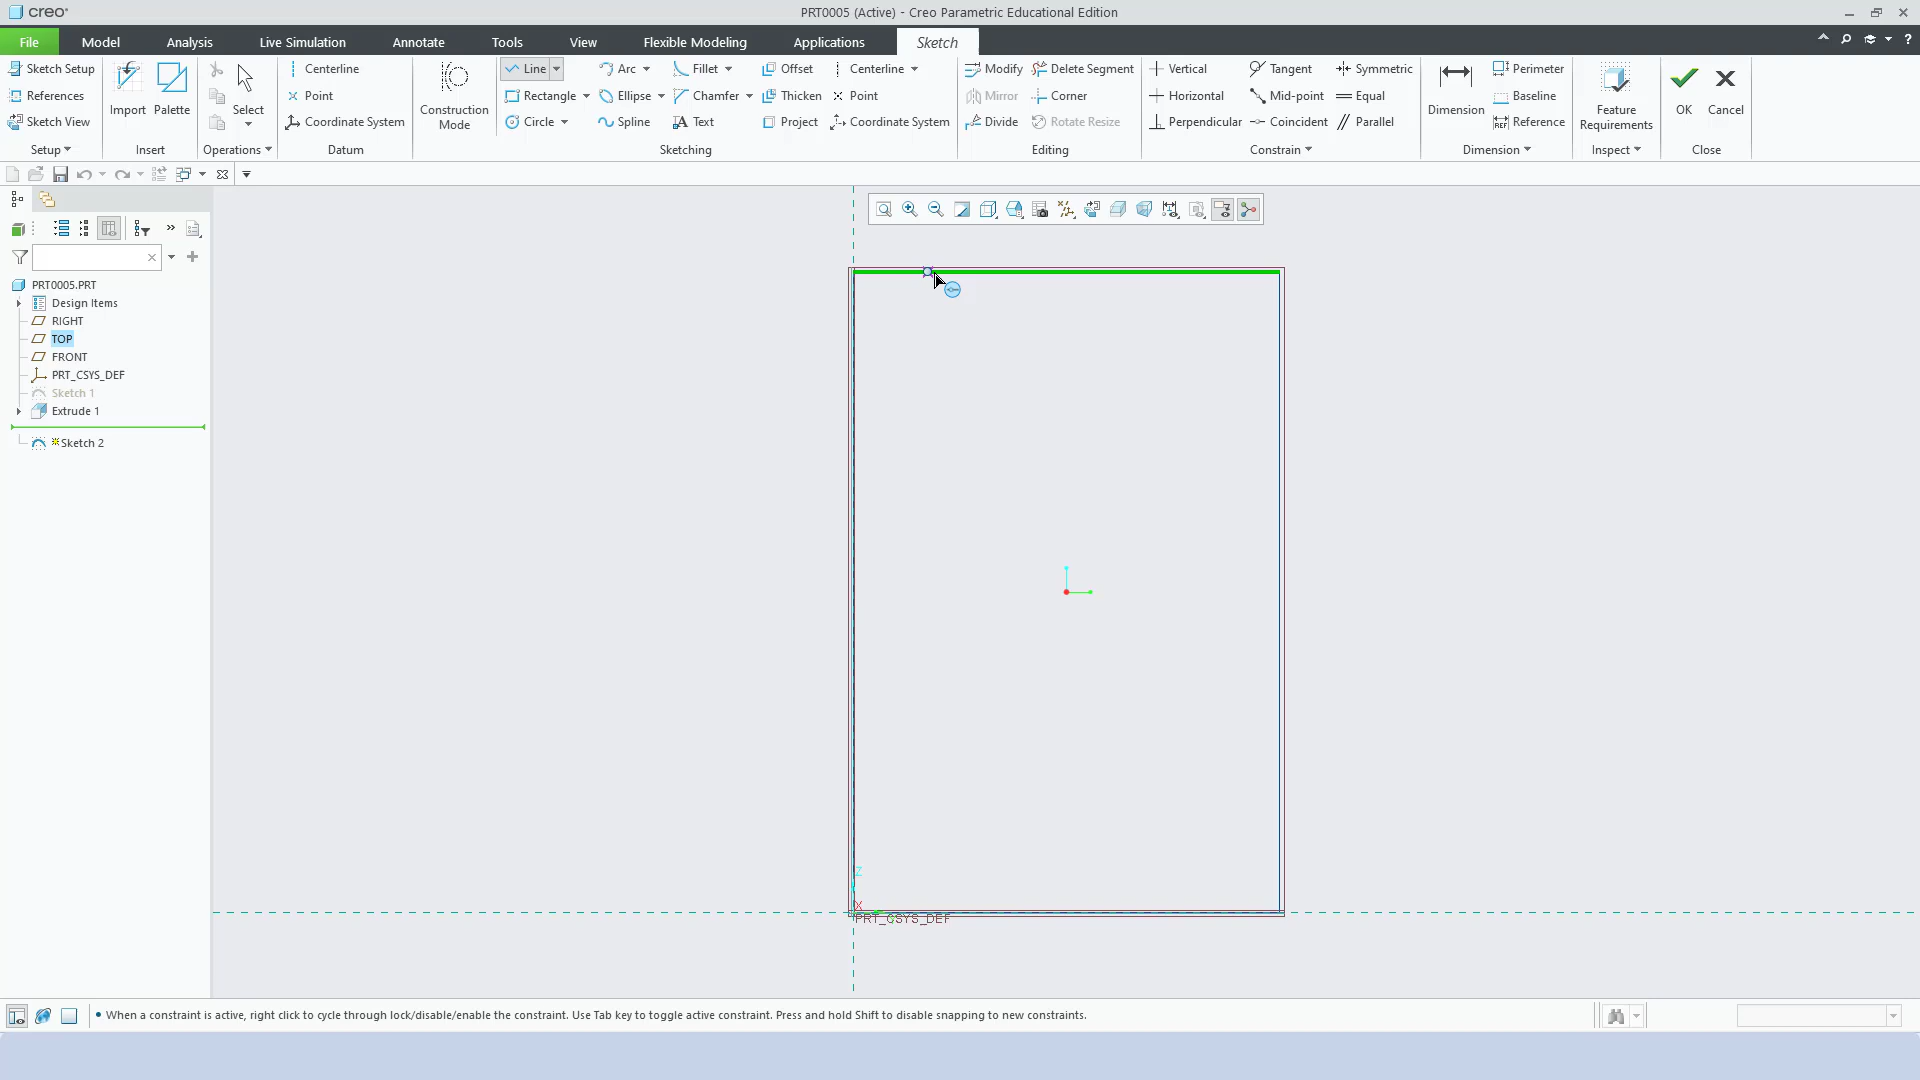 creo
PRT0005 (Active) - Creo Parametric Educational Edition
File Model Analysis Live Simulation Annotate Tools View Flexible Modeling Applications Sketch
Sketch Setup
References
Sketch View
Setup
Import Palette
Insert
Select
Operations
Centerline
Point
Coordinate System
Datum
Construction
Mode
Line Arc Fillet Offset Centerline
Rectangle Ellipse Chamfer Thicken Point
Circle Spline Text Project Coordinate System
Sketching
Modify Delete Segment
Mirror Corner
Divide Rotate Resize
Editing
Vertical Tangent Symmetric
Horizontal Mid-point Equal
Perpendicular Coincident Parallel
Constrain
Dimension
Perimeter
Baseline
Reference
Dimension
Feature
Requirements
Inspect
OK Cancel
Close
PRT0005.PRT
Design Items
RIGHT
TOP
FRONT
PRT_CSYS_DEF
Sketch 1
Extrude 1
Sketch 2
Z
X
PRT_CSYS_DEF
When a constraint is active, right click to cycle through lock/disable/enable the constraint. Use Tab key to toggle active constraint. Press and hold Shift to disable snapping to new constraints.